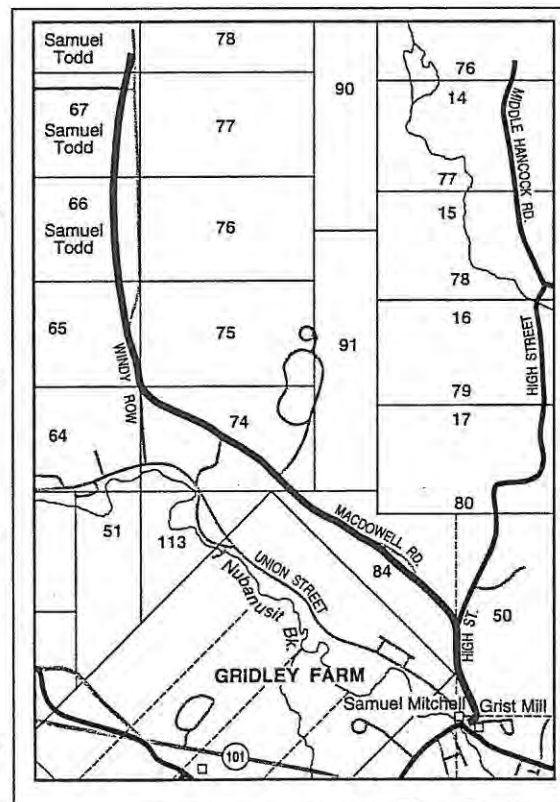 Samuel
Todd
78
90
76
14
MIDDLE HANCOCK RD.
67
Samuel
Todd
77
77
15
66
Samuel
Todd
76
78
16
HIGH STREET
65
75
91
WINDY ROW
79
17
74
64
80
MACDOWELL RD.
51
113
UNION STREET
84
50
Nubanusit Bk.
HIGH ST.
GRIDLEY FARM
Samuel Mitchell
Grist Mill
101